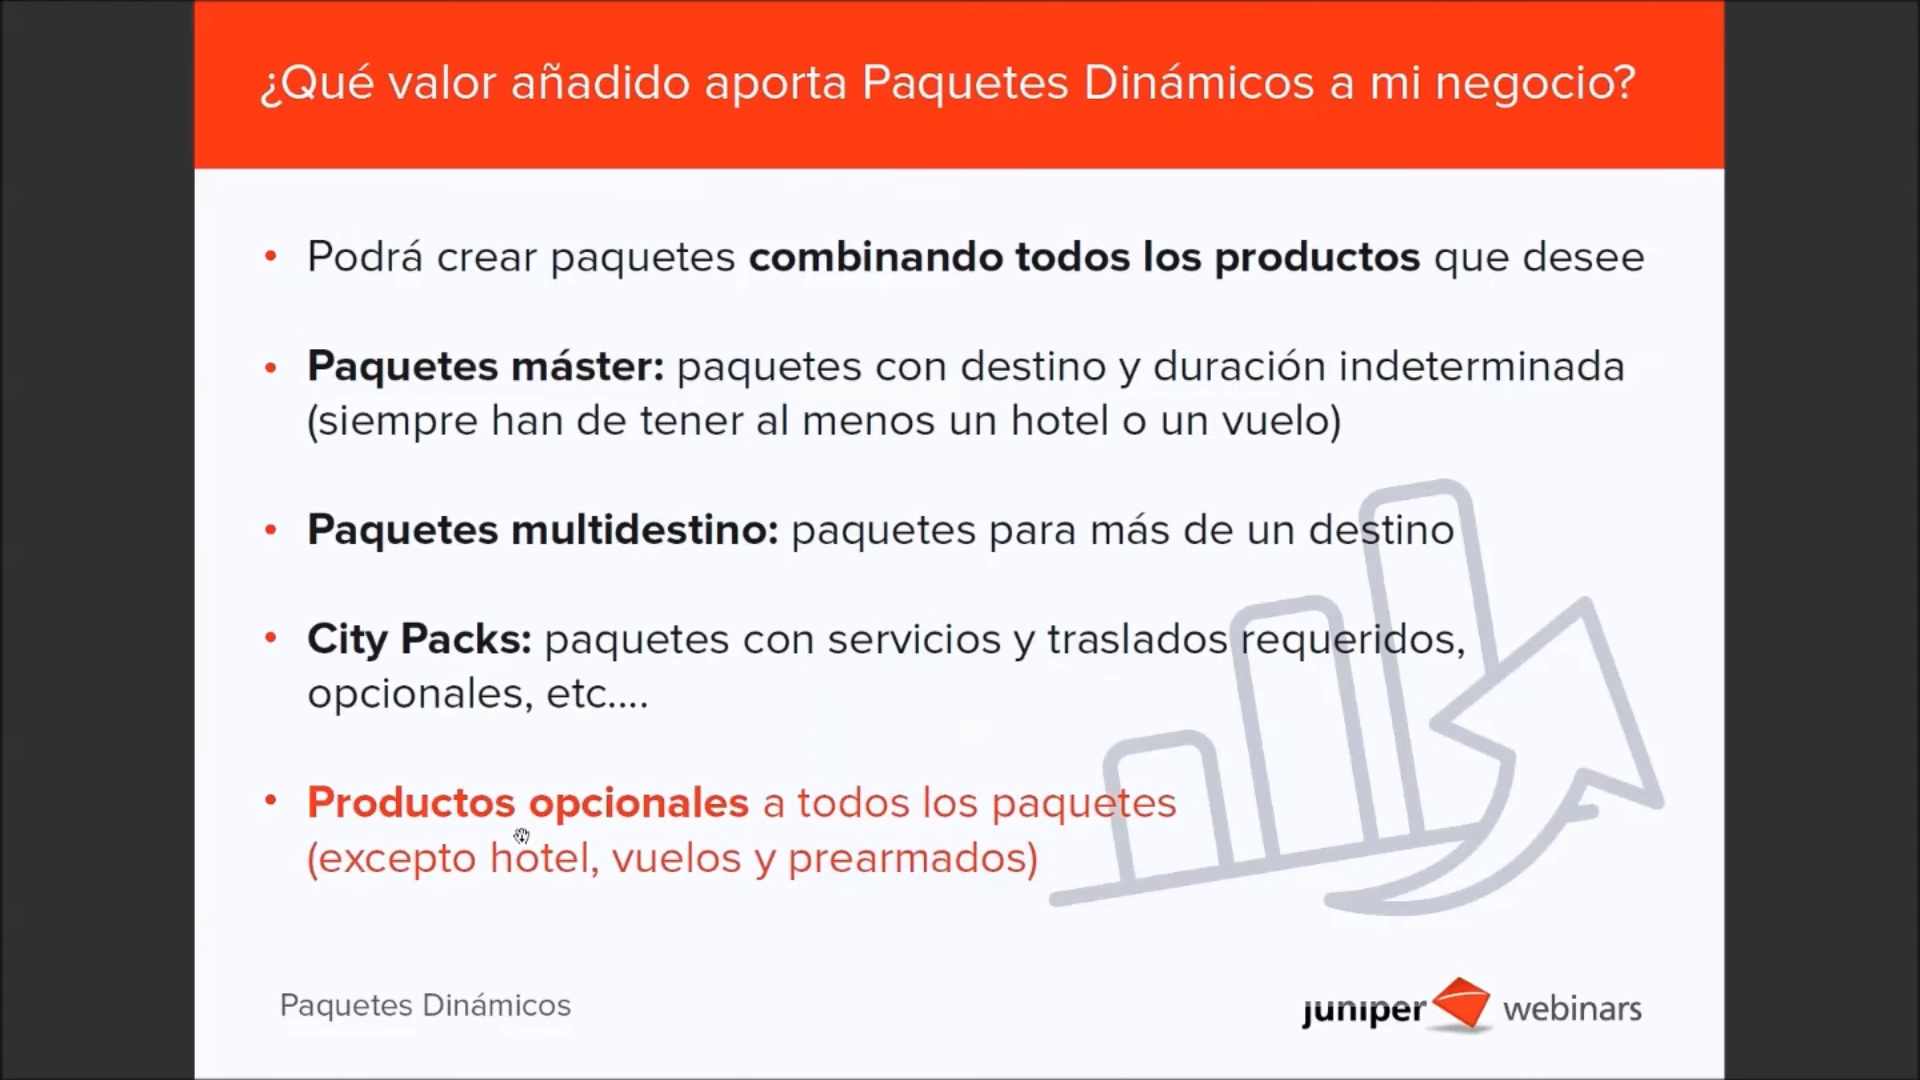 ¿Qué valor añadido aporta Paquetes Dinámicos a mi negocio?
• Podrá crear paquetes combinando todos los productos que desee
• Paquetes máster: paquetes con destino y duración indeterminada
(siempre han de tener al menos un hotel o un vuelo)
• Paquetes multidestino: paquetes para más de un destino
• City Packs: paquetes con servicios y traslados requeridos,
opcionales, etc....
• Productos opcionales a todos los paquetes
(excepto hotel, vuelos y prearmados)
Paquetes Dinámicos
juniper webinars